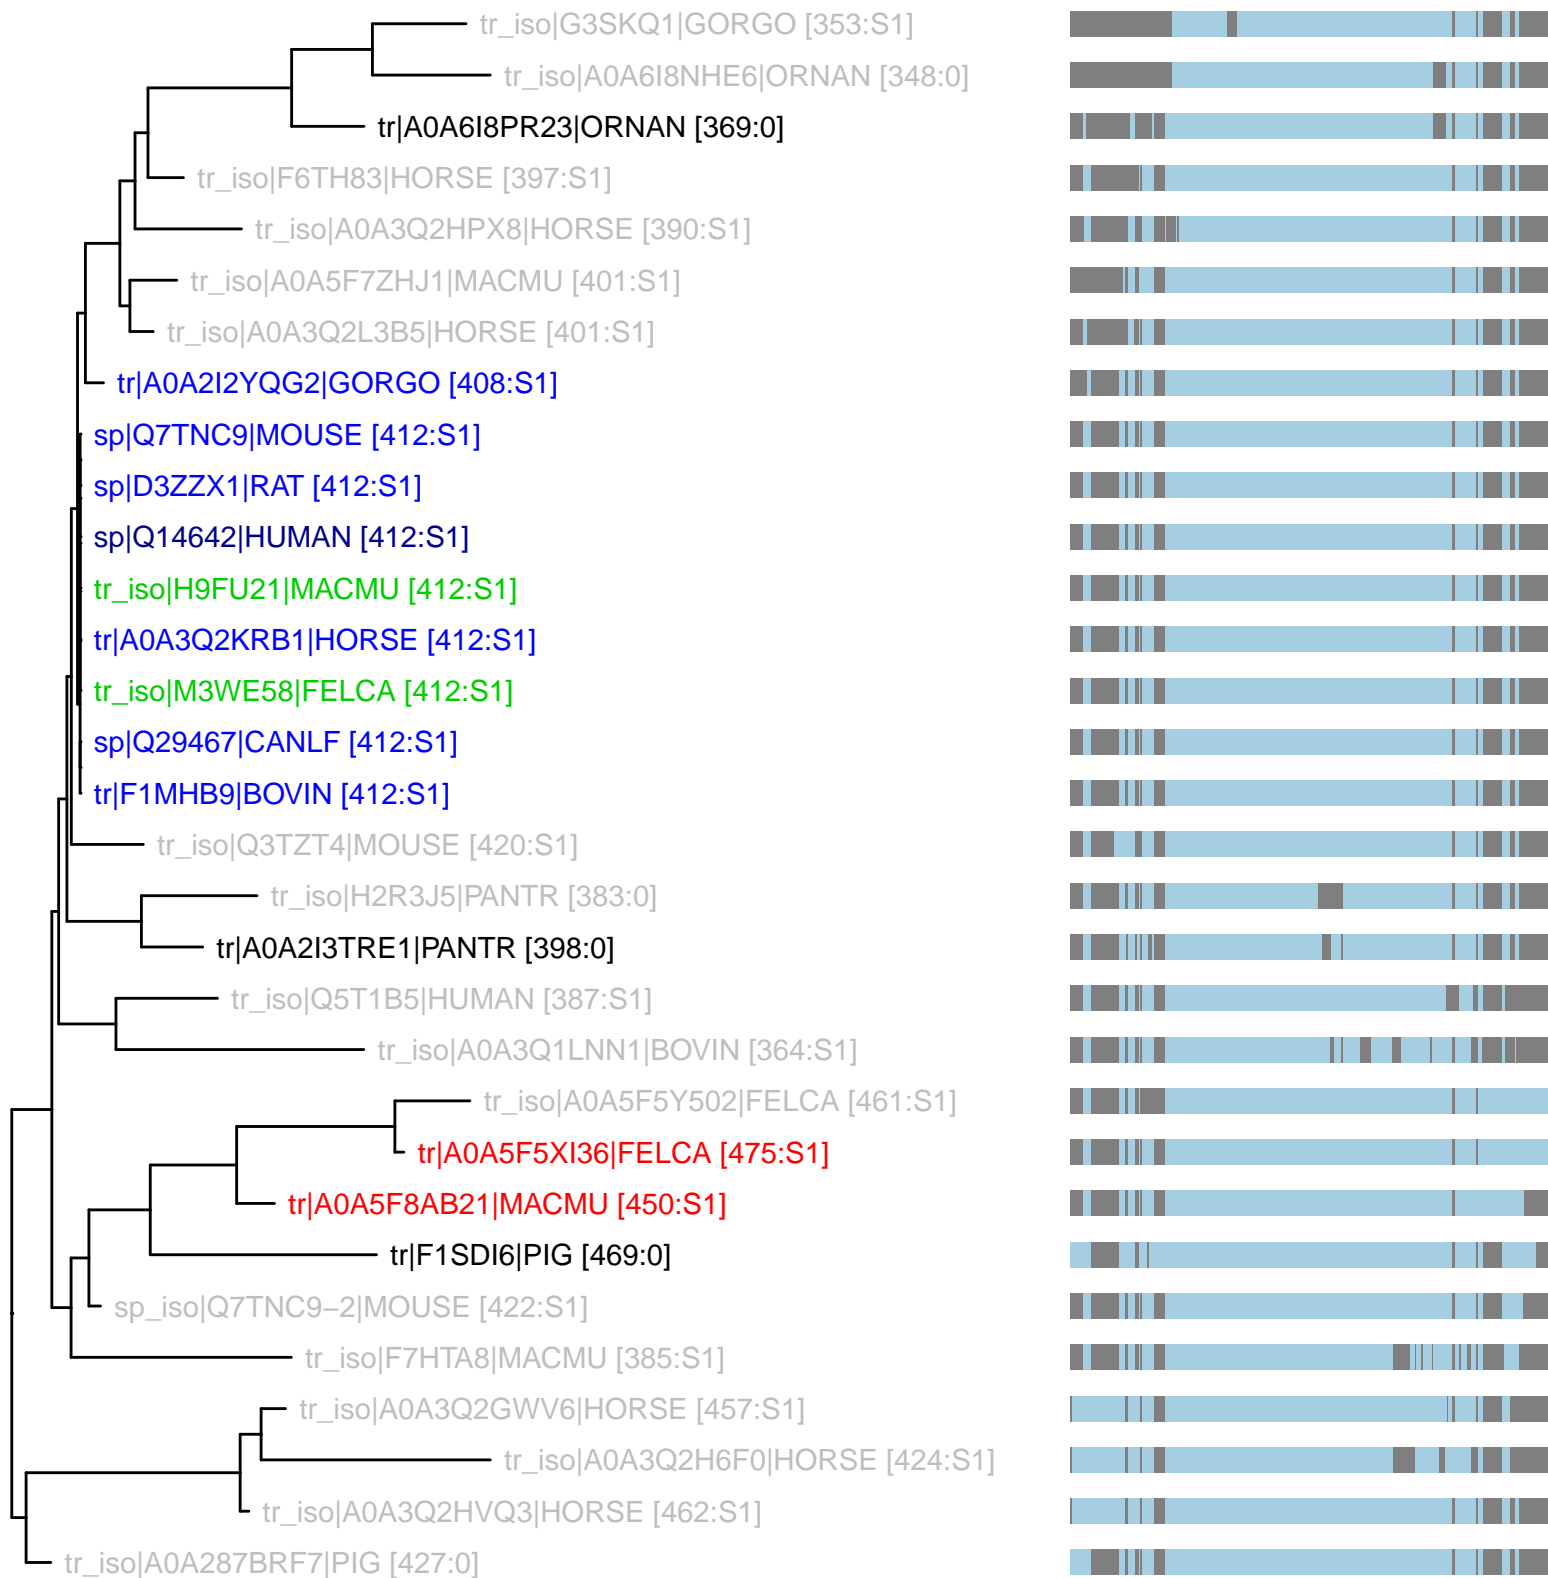 tr_iso|G3SKQ1|GORGO [353:S1]
tr_iso|A0A6I8NHE6|ORNAN [348:0]
tr|A0A6I8PR23|ORNAN [369:0]
tr_iso|F6TH83|HORSE [397:S1]
tr_iso|A0A3Q2HPX8|HORSE [390:S1]
tr_iso|A0A5F7ZHJ1|MACMU [401:S1]
tr_iso|A0A3Q2L3B5|HORSE [401:S1]
tr|A0A2I2YQG2|GORGO [408:S1]
sp|Q7TNC9|MOUSE [412:S1]
sp|D3ZZX1|RAT [412:S1]
sp|Q14642|HUMAN [412:S1]
tr_iso|H9FU21|MACMU [412:S1]
tr|A0A3Q2KRB1|HORSE [412:S1]
tr_iso|M3WE58|FELCA [412:S1]
sp|Q29467|CANLF [412:S1]
tr|F1MHB9|BOVIN [412:S1]
tr_iso|Q3TZT4|MOUSE [420:S1]
tr_iso|H2R3J5|PANTR [383:0]
tr|A0A2I3TRE1|PANTR [398:0]
tr_iso|Q5T1B5|HUMAN [387:S1]
tr_iso|A0A3Q1LNN1|BOVIN [364:S1]
tr_iso|A0A5F5Y502|FELCA [461:S1]
tr|A0A5F5XI36|FELCA [475:S1]
tr|A0A5F8AB21|MACMU [450:S1]
tr|F1SDI6|PIG [469:0]
sp_iso|Q7TNC9−2|MOUSE [422:S1]
tr_iso|F7HTA8|MACMU [385:S1]
tr_iso|A0A3Q2GWV6|HORSE [457:S1]
tr_iso|A0A3Q2H6F0|HORSE [424:S1]
tr_iso|A0A3Q2HVQ3|HORSE [462:S1]
tr_iso|A0A287BRF7|PIG [427:0]